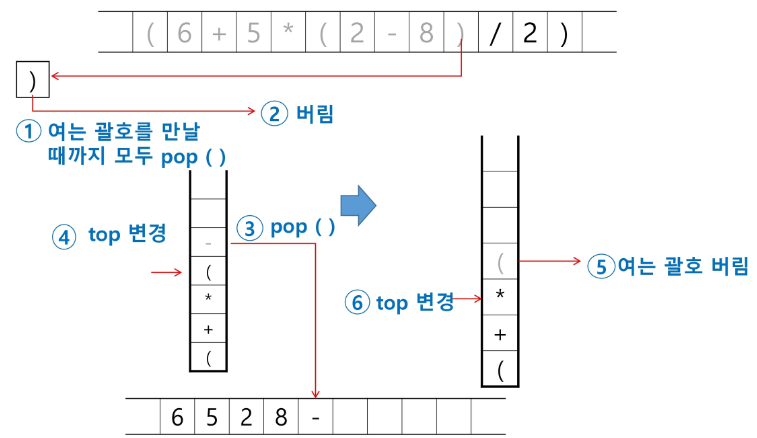 ( 6 + 5 * ( 2 - 8 ) / 2 )
)
② 버림
① 여는 괄호를 만날
때까지 모두 pop ( )
④ top 변경
③ pop ( )
-
(
*
+
(
(
⑤ 여는 괄호 버림
⑥ top 변경
*
+
(
6 5 2 8 -